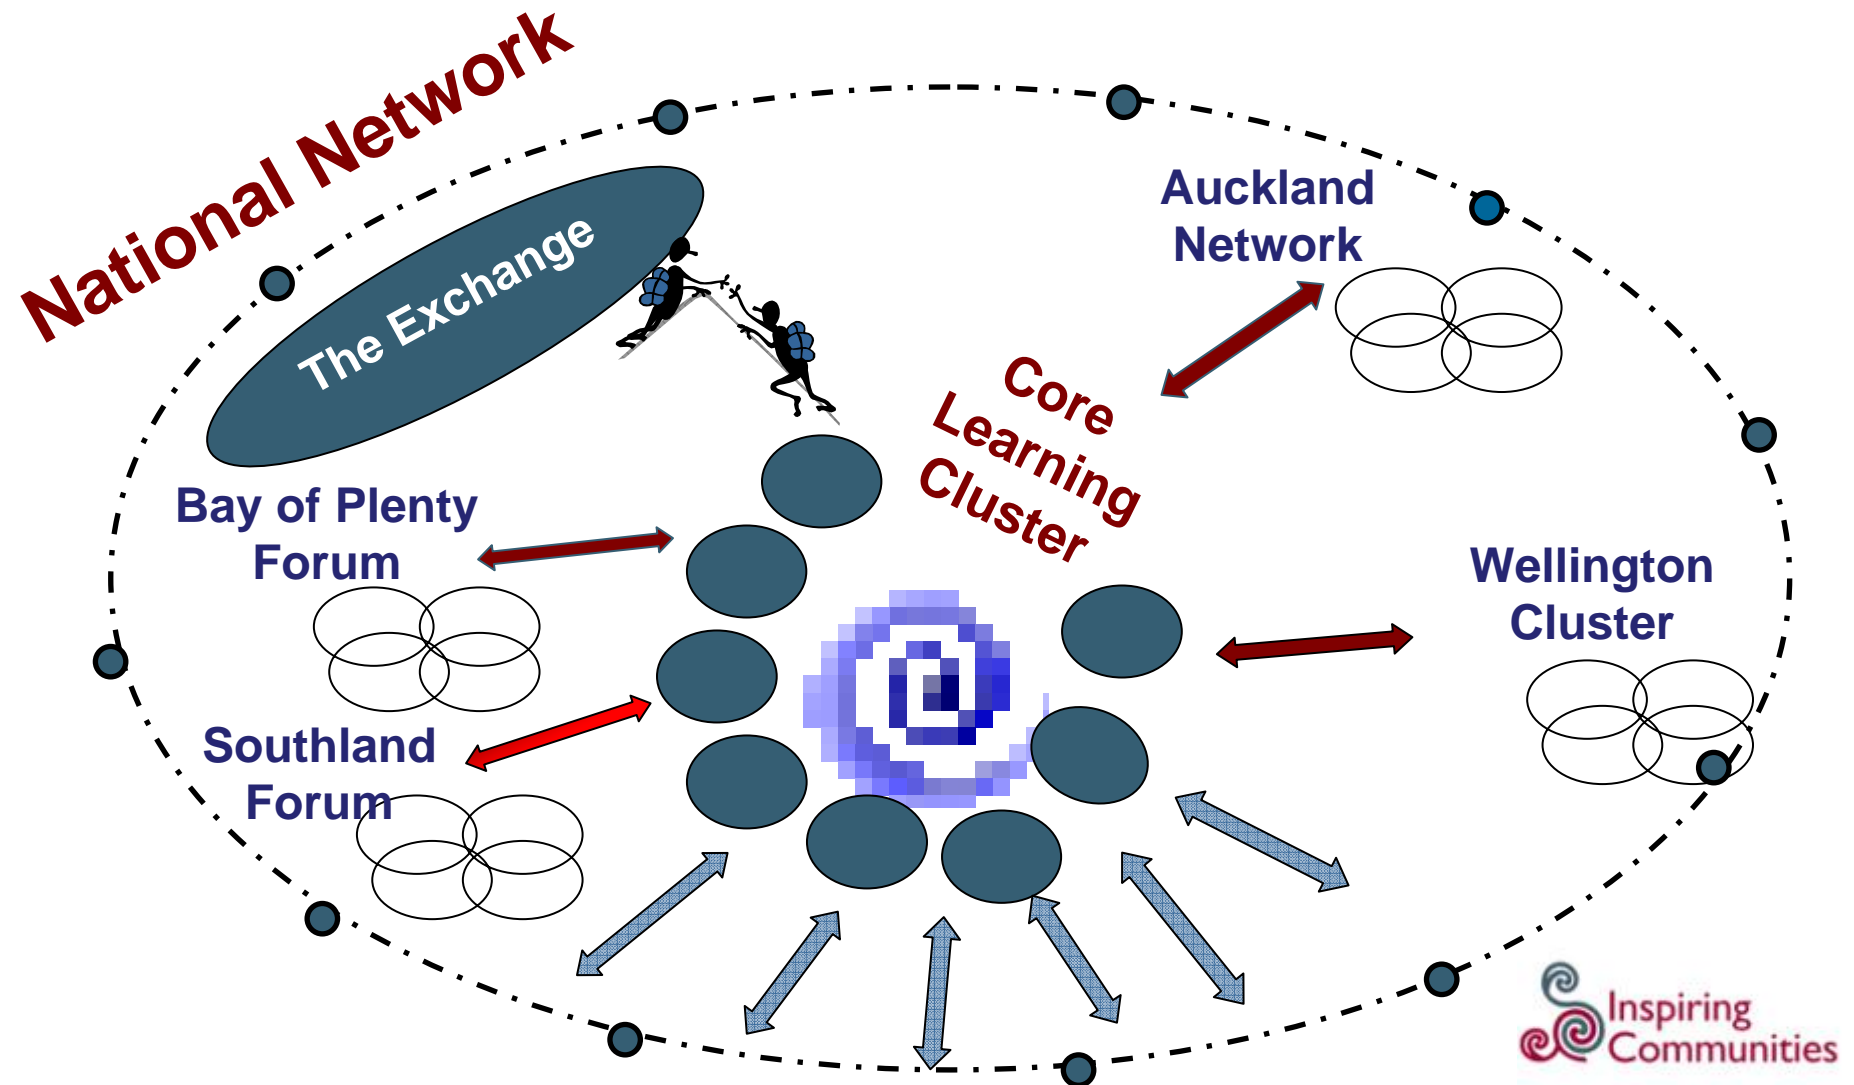 National Network
The Exchange
Auckland
Network
Core
Learning
Cluster
Bay of Plenty
Forum
Wellington
Cluster
Southland
Forum
Inspiring
Communities